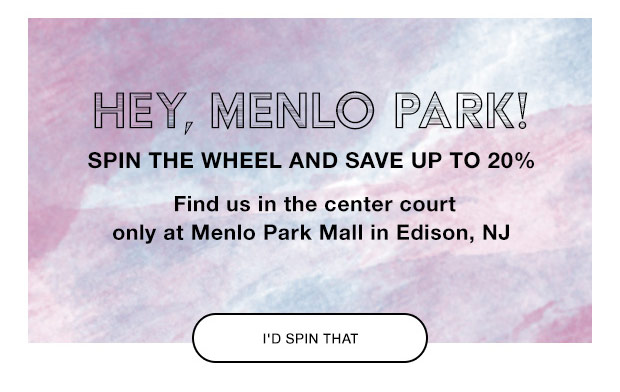 HEY, MENLO PARK!
SPIN THE WHEEL AND SAVE UP TO 20%
Find us in the center court
only at Menlo Park Mall in Edison, NJ
I'D SPIN THAT